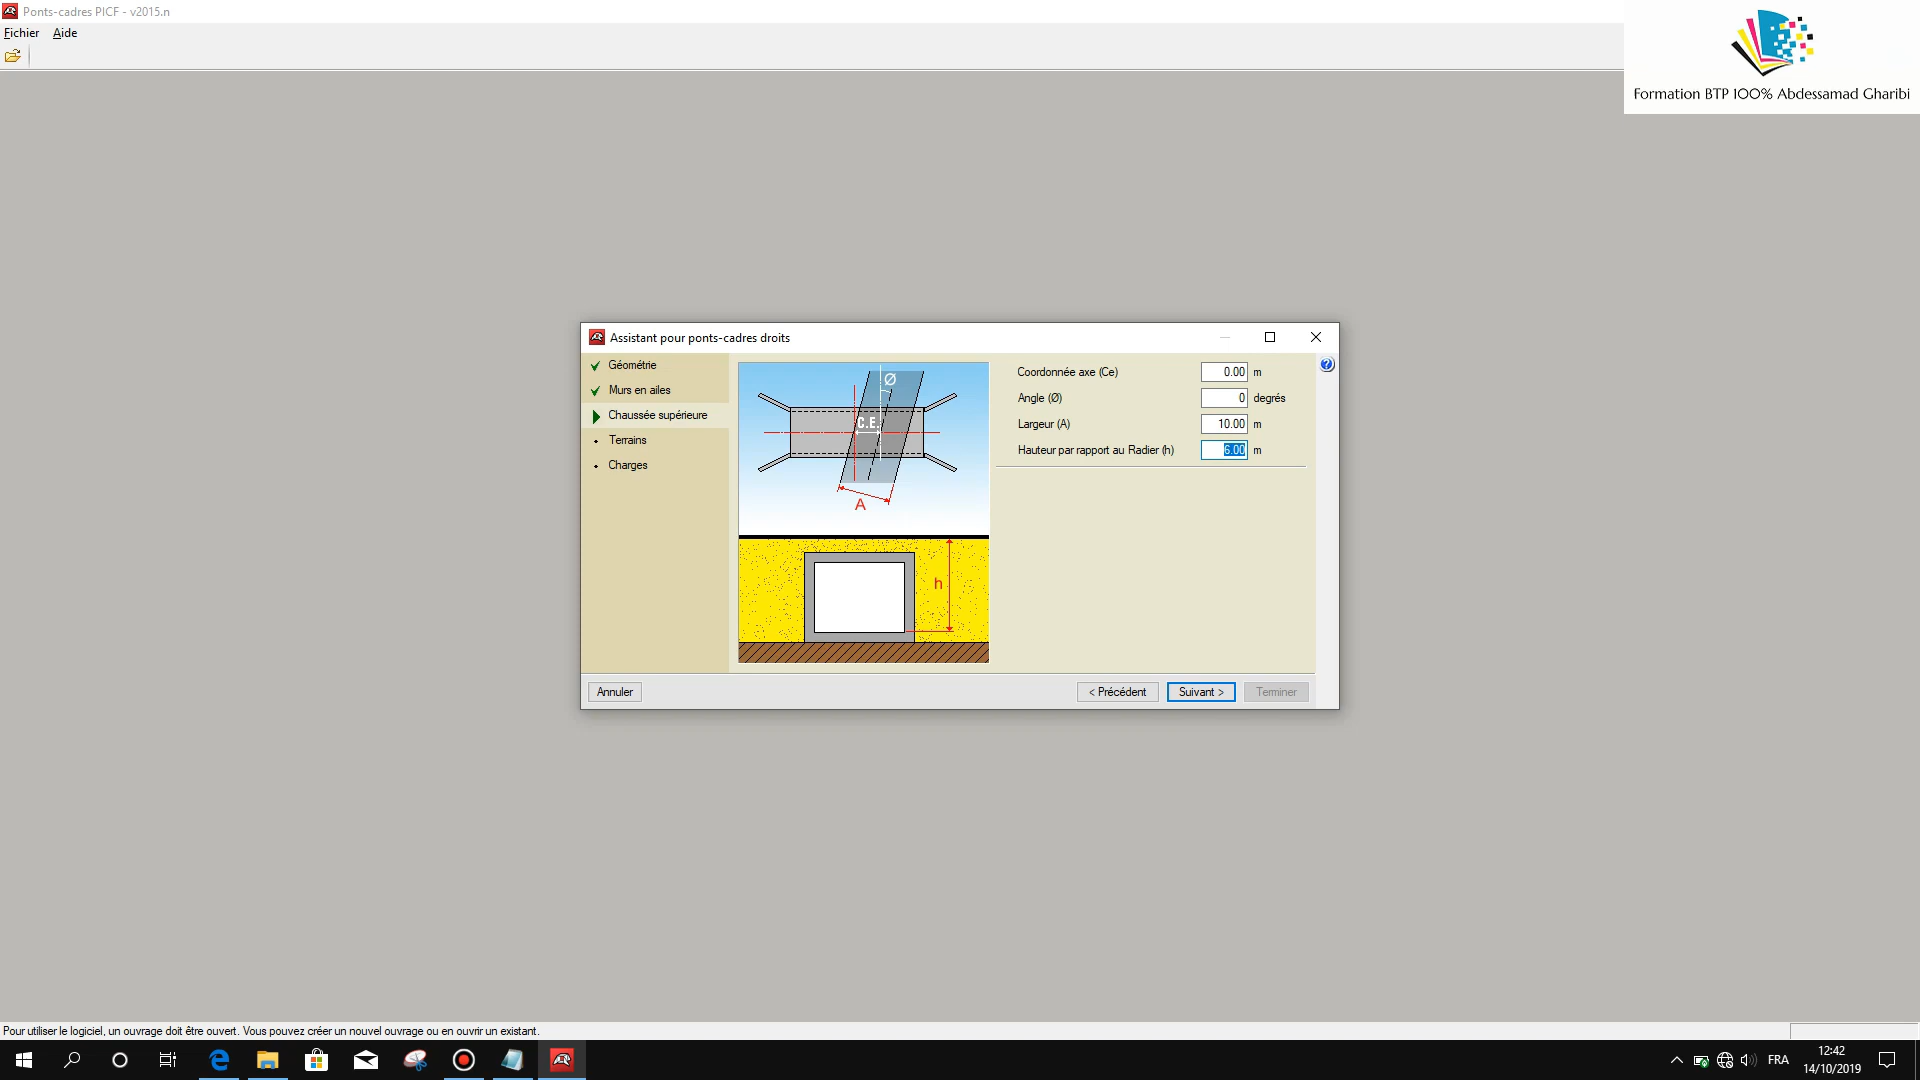 Ponts-cadres PICF - v2015.n
Fichier Aide
Formation BTP 100% Abdessamad Gharibi
Assistant pour ponts-cadres droits
Géométrie
Murs en ailes
Chaussée supérieure
Terrains
Charges
Ø
C.E.
A
h
Coordonnée axe (Ce) 0.00 m
Angle (Ø) 0 degrés
Largeur (A) 10.00 m
Hauteur par rapport au Radier (h) 6.00 m
Annuler < Précédent Suivant > Terminer
Pour utiliser le logiciel, un ouvrage doit être ouvert. Vous pouvez créer un nouvel ouvrage ou en ouvrir un existant.
FRA
12:42
14/10/2019